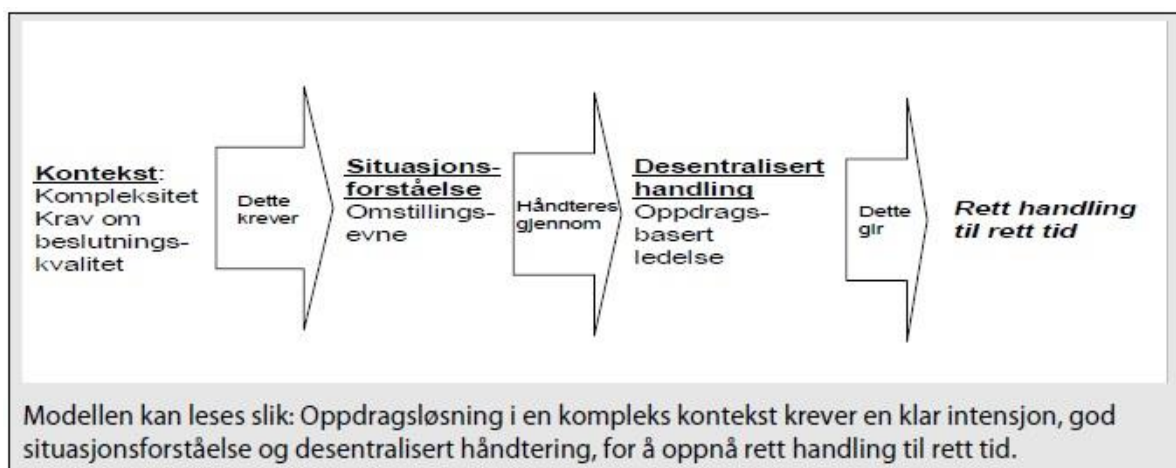 Kontekst:
Kompleksitet
Krav om
beslutnings-
kvalitet
Dette
krever
Situasjons-
forståelse
Omstillings-
evne
Håndteres
gjennom
Desentralisert
handling
Oppdrags-
basert
ledelse
Dette
gir
Rett handling
til rett tid
Modellen kan leses slik: Oppdragsløsning i en kompleks kontekst krever en klar intensjon, god
situasjonsforståelse og desentralisert håndtering, for å oppnå rett handling til rett tid.